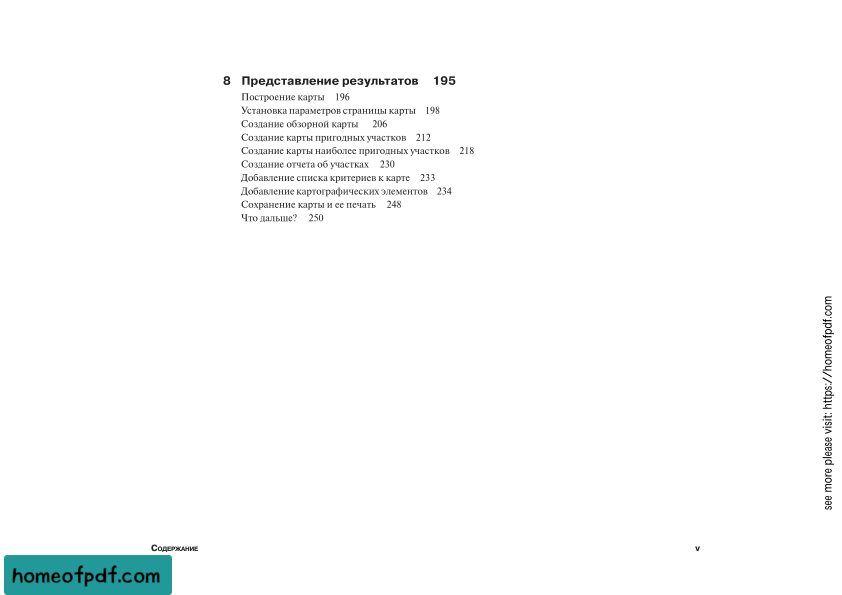 8 Представление результатов 195
Построение карты 196
Установка параметров страницы карты 198
Создание обзорной карты 206
Создание карты пригодных участков 212
Создание карты наиболее пригодных участков 218
Создание отчета об участках 230
Добавление списка критериев к карте 233
Добавление картографических элементов 234
Сохранение карты и ее печать 248
Что дальше? 250
see more please visit: https://homeofpdf.com
Содержание v
homeofpdf.com